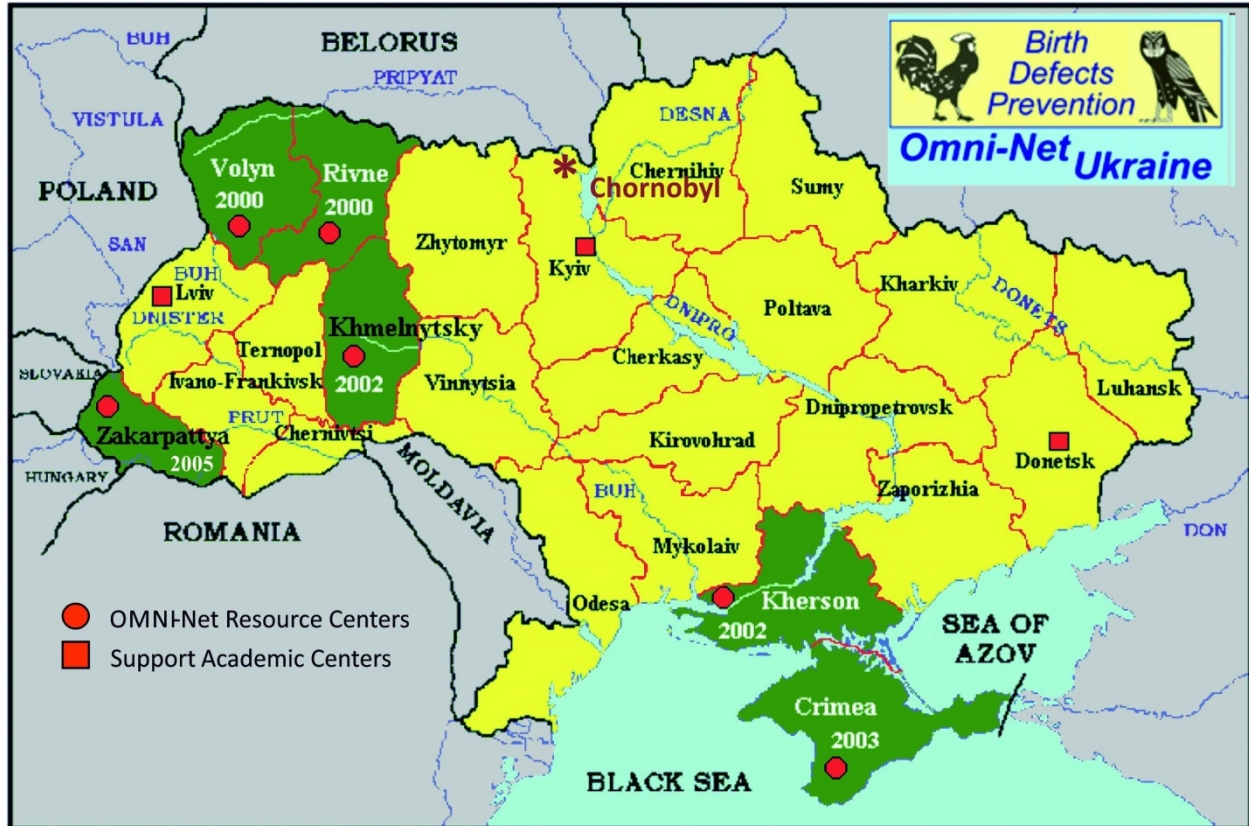 BUH
BELORUS
PRIPYAT
Birth
Defects
Prevention
Omni-Net Ukraine
VISTULA
DESNA
Volyn
2000
Rivne
2000
Chernihiv
Chornobyl
Sumy
POLAND
SAN
Zhytomyr
Kyiv
BUH
Lviv
DNISTER
Kharkiv
DONETS
Poltava
DNIPRO
Khmelnytsky
2002
Ternopol
Cherkasy
Ivano-Frankivsk
Vinnytsia
Luhansk
SLOVAKIA
PRUT
Chernivtsi
Dnipropetrovsk
Zakarpattya
2005
Kirovohrad
Donetsk
HUNGARY
MOLDAVIA
BUH
Zaporizhia
ROMANIA
DON
Mykolaiv
Odesa
Kherson
2002
OMNI-Net Resource Centers
Support Academic Centers
SEA OF
AZOV
Crimea
2003
BLACK SEA